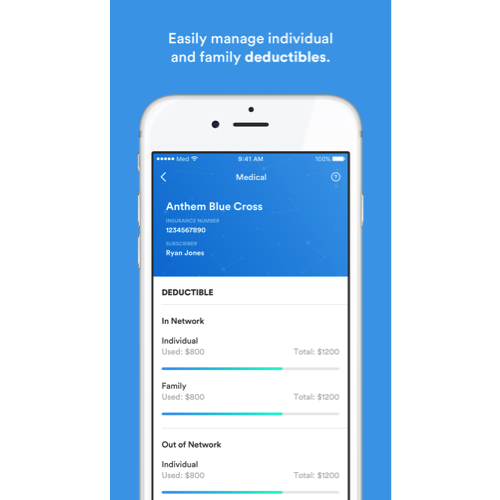 Easily manage individual
and family deductibles.
Med 9:41 AM 100%
Medical ?
Anthem Blue Cross
INSURANCE NUMBER
1234567890
SUBSCRIBER
Ryan Jones
DEDUCTIBLE
In Network
Individual
Used: $800 Total: $1200
Family
Used: $800 Total: $1200
Out of Network
Individual
Used: $800 Total: $1200